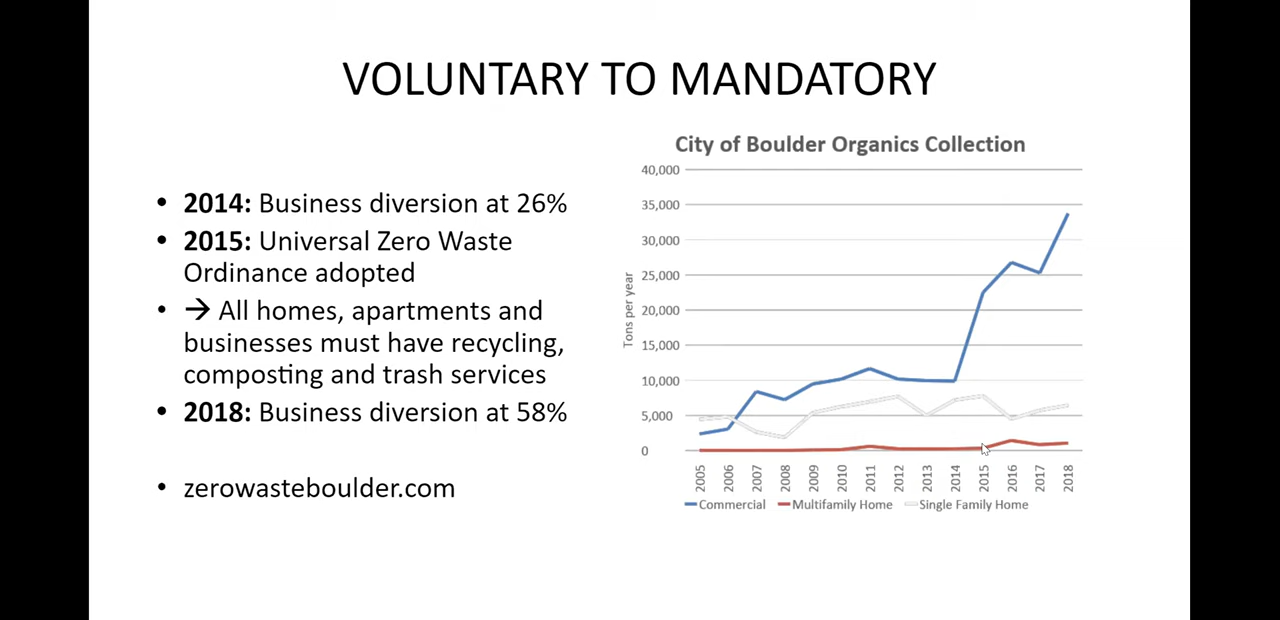 VOLUNTARY TO MANDATORY
• 2014: Business diversion at 26%
• 2015: Universal Zero Waste
Ordinance adopted
• → All homes, apartments and
businesses must have recycling,
composting and trash services
• 2018: Business diversion at 58%
• zerowasteboulder.com
City of Boulder Organics Collection
Tons per year
40,000
35,000
30,000
25,000
20,000
15,000
10,000
5,000
0
2005 2006 2007 2008 2009 2010 2011 2012 2013 2014 2015 2016 2017 2018
Commercial Multifamily Home Single Family Home